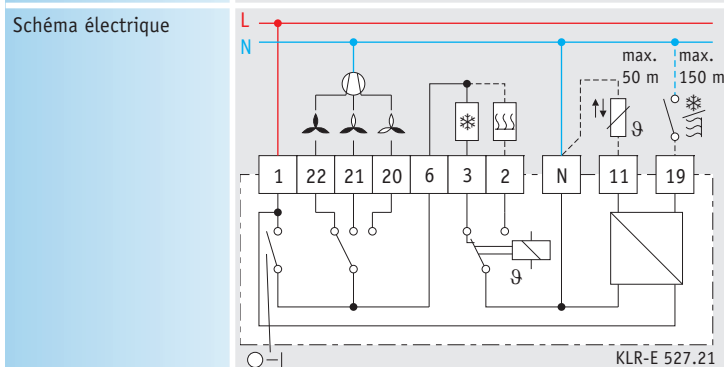 Schéma électrique
L
N
max. max.
50 m 150 m
ϑ
1 22 21 20 6 3 2 N 11 19
ϑ
KLR-E 527.21